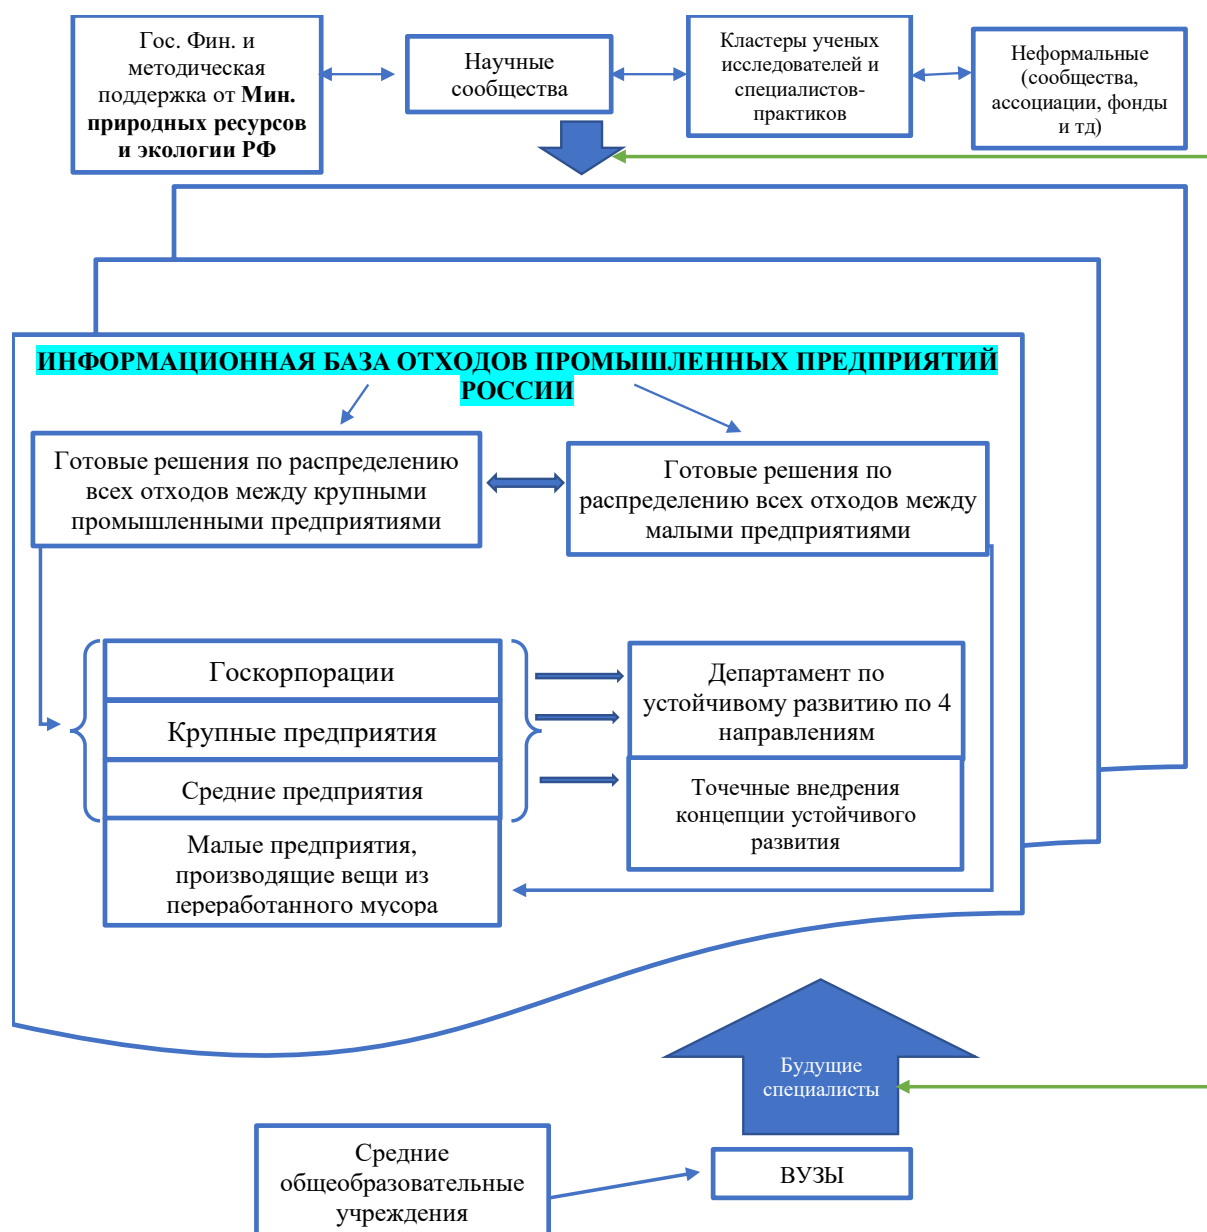 Гос. Фин. и
методическая
поддержка от Мин.
природных ресурсов
и экологии РФ
Научные
сообщества
Кластеры ученых
исследователей и
специалистов-
практиков
Неформальные
(сообщества,
ассоциации, фонды
и тд)
ИНФОРМАЦИОННАЯ БАЗА ОТХОДОВ ПРОМЫШЛЕННЫХ ПРЕДПРИЯТИЙ
РОССИИ
Готовые решения по распределению
всех отходов между крупными
промышленными предприятиями
Готовые решения по
распределению всех отходов между
малыми предприятиями
Госкорпорации
Крупные предприятия
Средние предприятия
Малые предприятия,
производящие вещи из
переработанного мусора
Департамент по
устойчивому развитию по 4
направлениям
Точечные внедрения
концепции устойчивого
развития
Будущие
специалисты
Средние
общеобразовательные
учреждения
ВУЗЫ